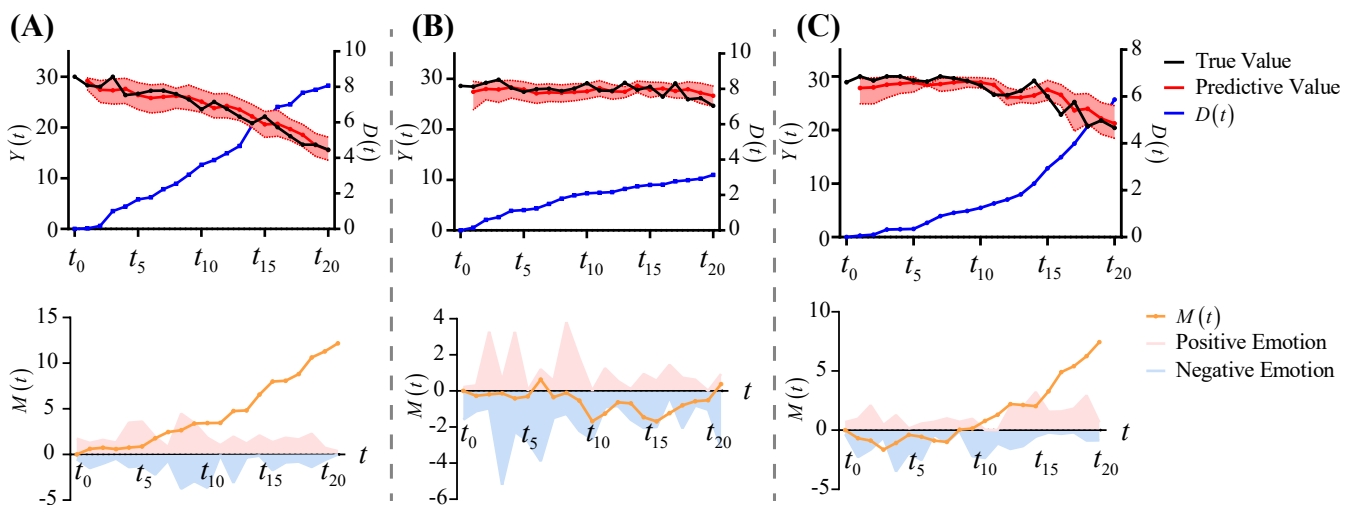 (A)
(B)
(C)
Y(t)
30
20
10
0
10
8
6
4
2
0
D(t)
t0 t5 t10 t15 t20
Y(t)
40
30
20
10
0
10
8
6
4
2
0
D(t)
t0 t5 t10 t15 t20
Y(t)
30
20
10
0
8
6
4
2
0
D(t)
t0 t5 t10 t15 t20
True Value
Predictive Value
D(t)
M(t)
15
10
5
0
-5
t0 t5 t10 t15 t20
t
M(t)
4
2
0
-2
-4
-6
t0 t5 t10 t15 t20
t
M(t)
10
5
0
-5
t0 t5 t10 t15 t20
t
M(t)
Positive Emotion
Negative Emotion